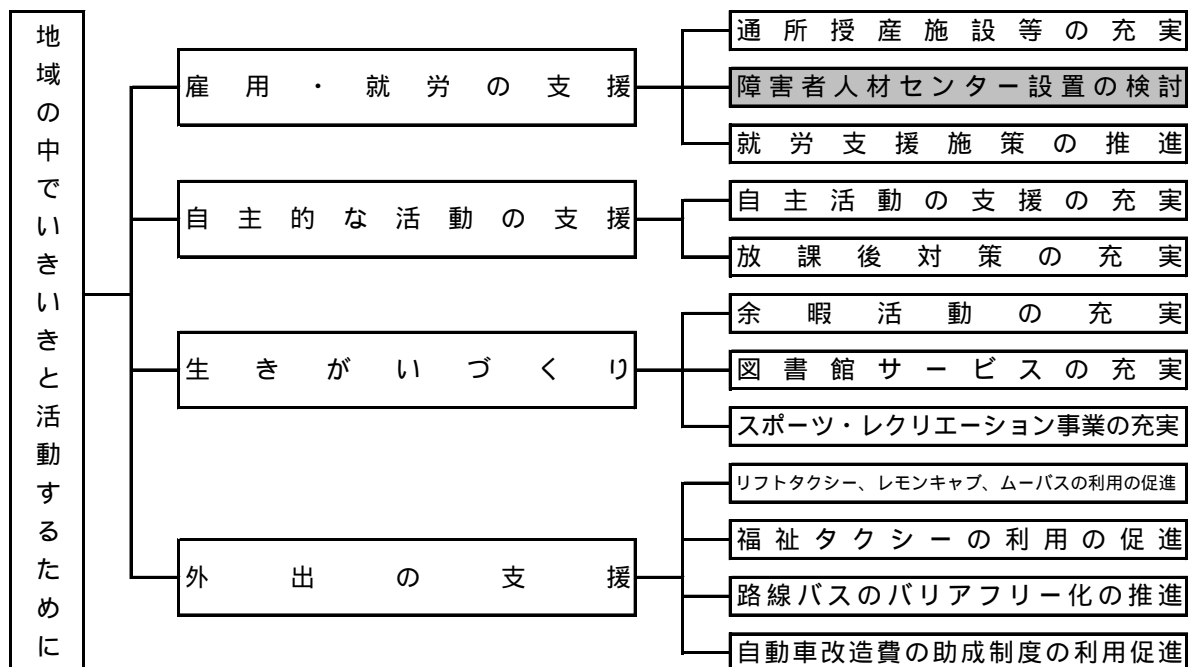 地域の中でいきいきと活動するために
雇用・就労の支援
通所授産施設等の充実
障害者人材センター設置の検討
就労支援施策の推進
自主的な活動の支援
自主活動の支援の充実
放課後対策の充実
生きがいづくり
余暇活動の充実
図書館サービスの充実
スポーツ・レクリエーション事業の充実
外出の支援
リフトタクシー、レモンキャブ、ムーバスの利用の促進
福祉タクシーの利用の促進
路線バスのバリアフリー化の推進
自動車改造費の助成制度の利用促進